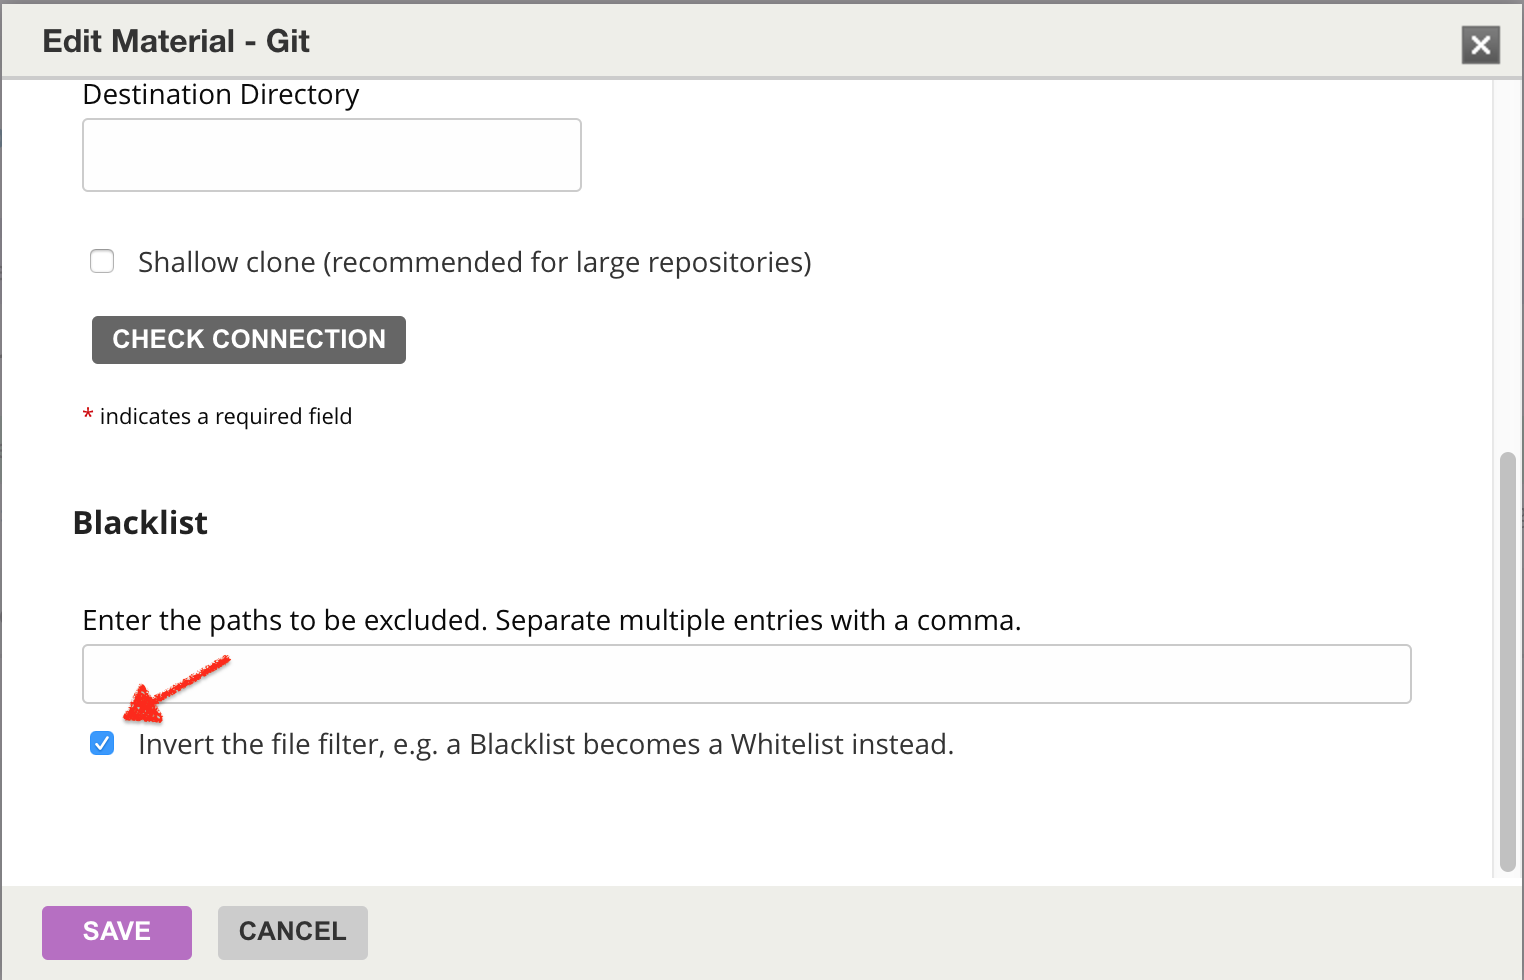 Edit Material - Git
Destination Directory
Shallow clone (recommended for large repositories)
CHECK CONNECTION
* indicates a required field
Blacklist
Enter the paths to be excluded. Separate multiple entries with a comma.
Invert the file filter, e.g. a Blacklist becomes a Whitelist instead.
SAVE
CANCEL